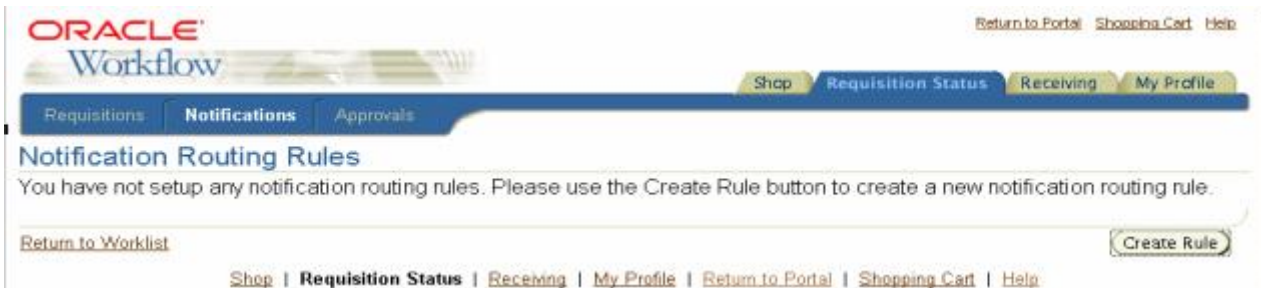 ORACLE
Return to Portal Shopping Cart Help
Workflow
Shop Requisition Status Receiving My Profile
Requisitions Notifications Approvals
Notification Routing Rules
You have not setup any notification routing rules. Please use the Create Rule button to create a new notification routing rule.
Return to Worklist Create Rule
Shop | Requisition Status | Receiving | My Profile | Return to Portal | Shopping Cart | Help